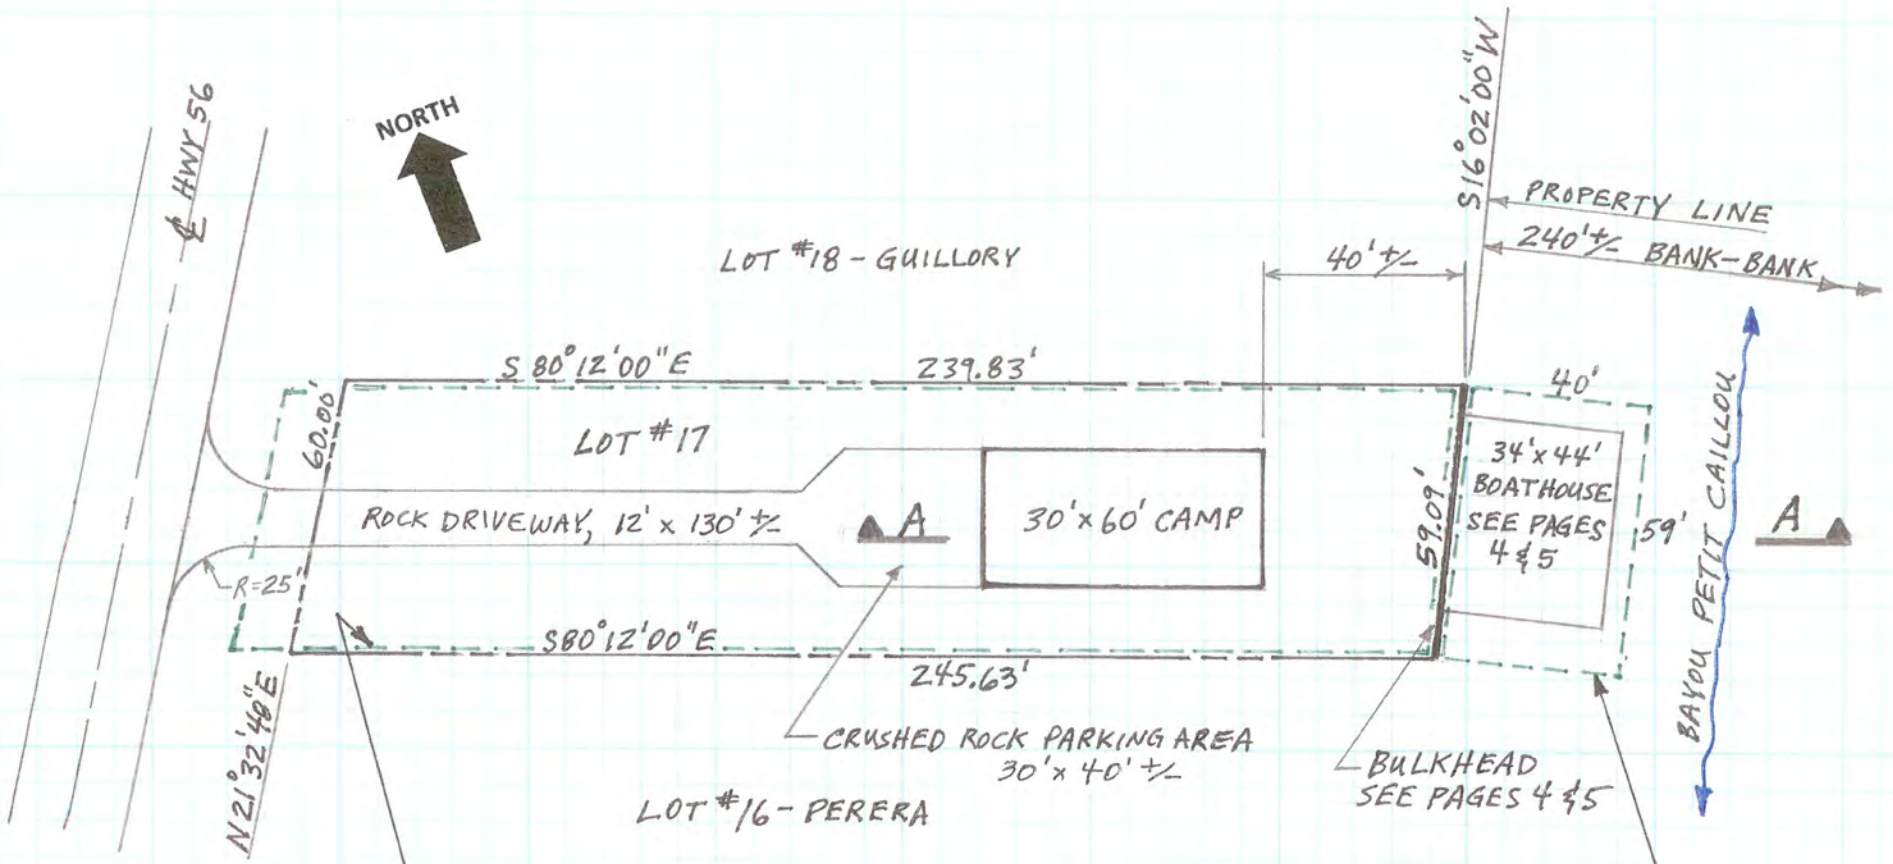 ℄ HWY 56
NORTH
S16°02'00"W
PROPERTY LINE
240'+/- BANK-BANK
LOT #18 - GUILLORY
40'+/-
S 80°12'00"E
239.83'
40'
60.00'
LOT #17
34'x44'
BOATHOUSE
SEE PAGES
4 & 5
59'
BAYOU PETIT CAILLOU
ROCK DRIVEWAY, 12' x 130' +/-
A
30'x60' CAMP
59.09'
A
R=25'
S80°12'00"E
245.63'
N21°32'48"E
CRUSHED ROCK PARKING AREA
30'x 40' +/-
BULKHEAD
SEE PAGES 4 & 5
LOT #16 - PERERA